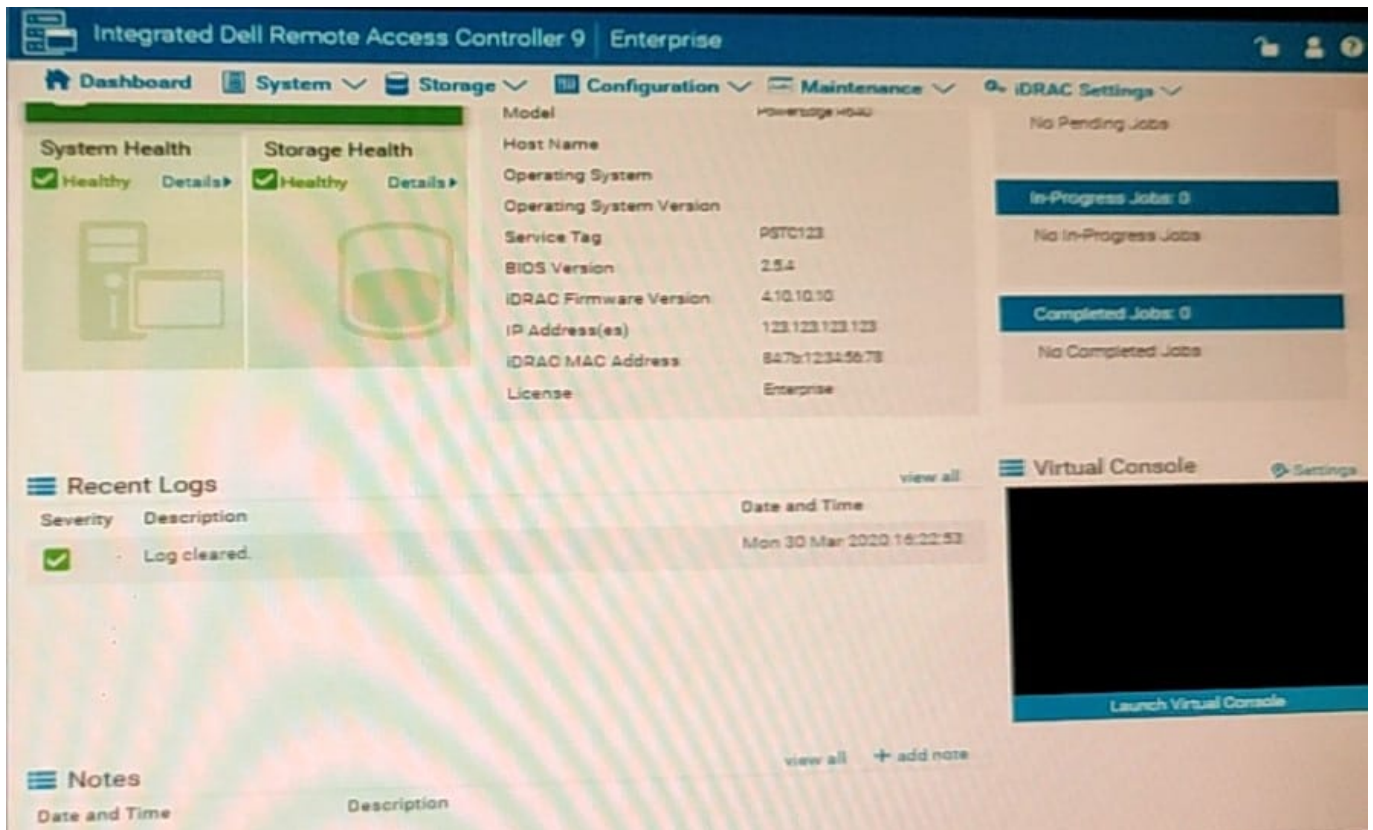 Integrated Dell Remote Access Controller 9 Enterprise
Dashboard System Storage Configuration Maintenance iDRAC Settings
System Health
Healthy Details
Storage Health
Healthy Details
Model
Host Name
Operating System
Operating System Version
Service Tag PSTC123
BIOS Version 2.5.4
iDRAC Firmware Version 4.10.10.10
IP Address(es) 123.123.123.123
iDRAC MAC Address
License Enterprise
No Pending Jobs
In-Progress Jobs: 0
No In-Progress Jobs
Completed Jobs: 0
No Completed Jobs
Recent Logs view all
Severity Description Date and Time
Log cleared. Mon 30 Mar 2020 16:22:53
Virtual Console Settings
Launch Virtual Console
Notes view all + add note
Date and Time Description